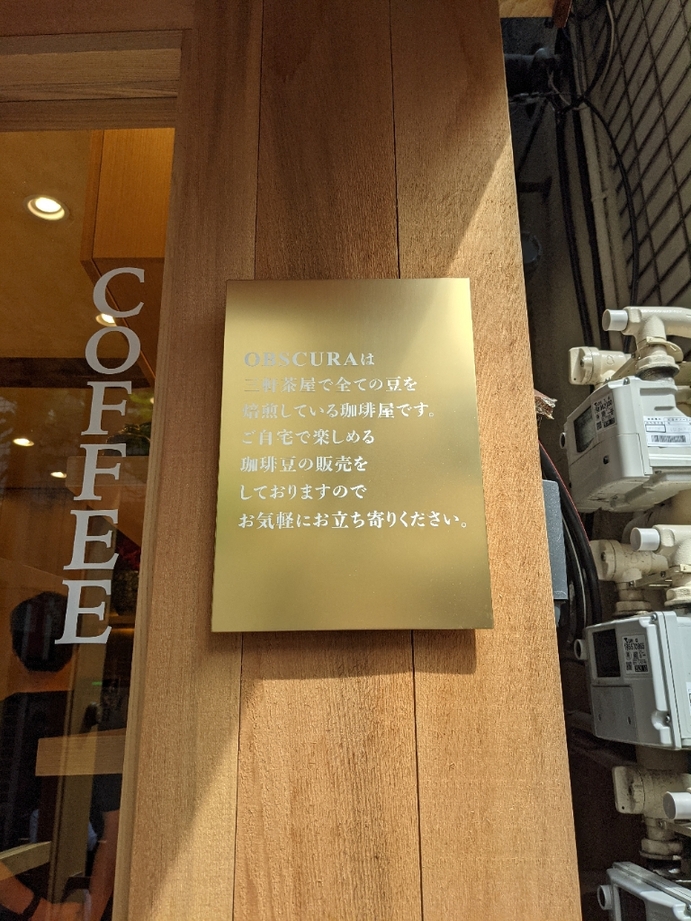 COFFEE
OBSCURAは
三軒茶屋で全ての豆を
焙煎している珈琲屋です。
ご自宅で楽しめる
珈琲豆の販売を
しておりますので
お気軽にお立ち寄りください。